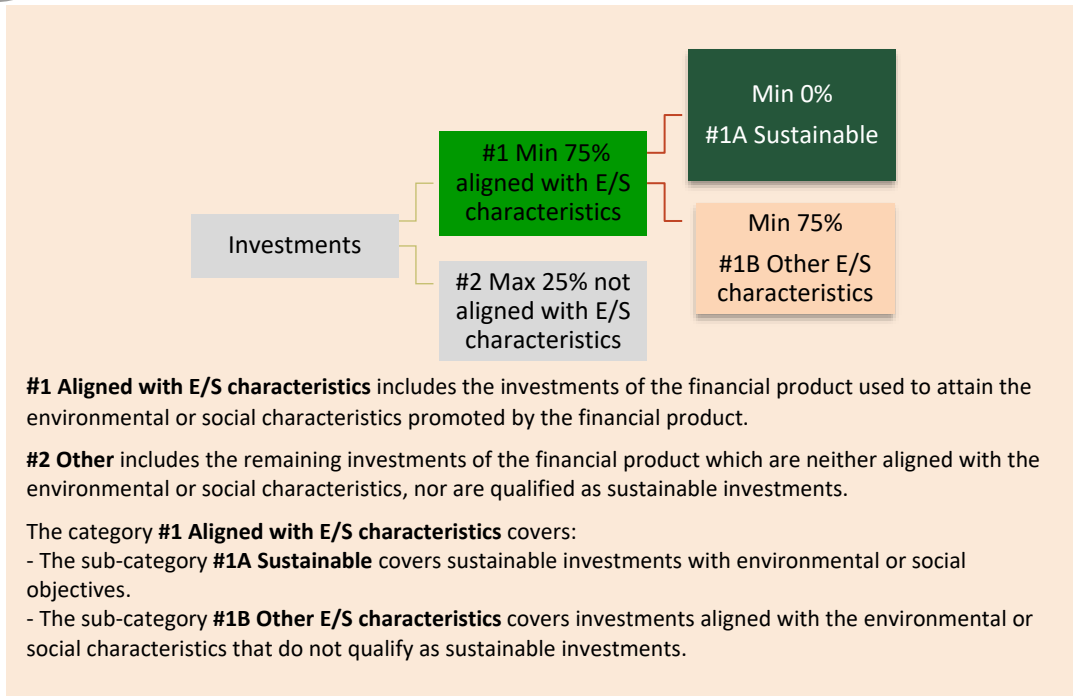 Min 0%
#1A Sustainable
#1 Min 75%
aligned with E/S
characteristics
Investments
Min 75%
#1B Other E/S
characteristics
#2 Max 25% not
aligned with E/S
characteristics
#1 Aligned with E/S characteristics includes the investments of the financial product used to attain the
environmental or social characteristics promoted by the financial product.
#2 Other includes the remaining investments of the financial product which are neither aligned with the
environmental or social characteristics, nor are qualified as sustainable investments.
The category #1 Aligned with E/S characteristics covers:
- The sub-category #1A Sustainable covers sustainable investments with environmental or social
objectives.
- The sub-category #1B Other E/S characteristics covers investments aligned with the environmental or
social characteristics that do not qualify as sustainable investments.